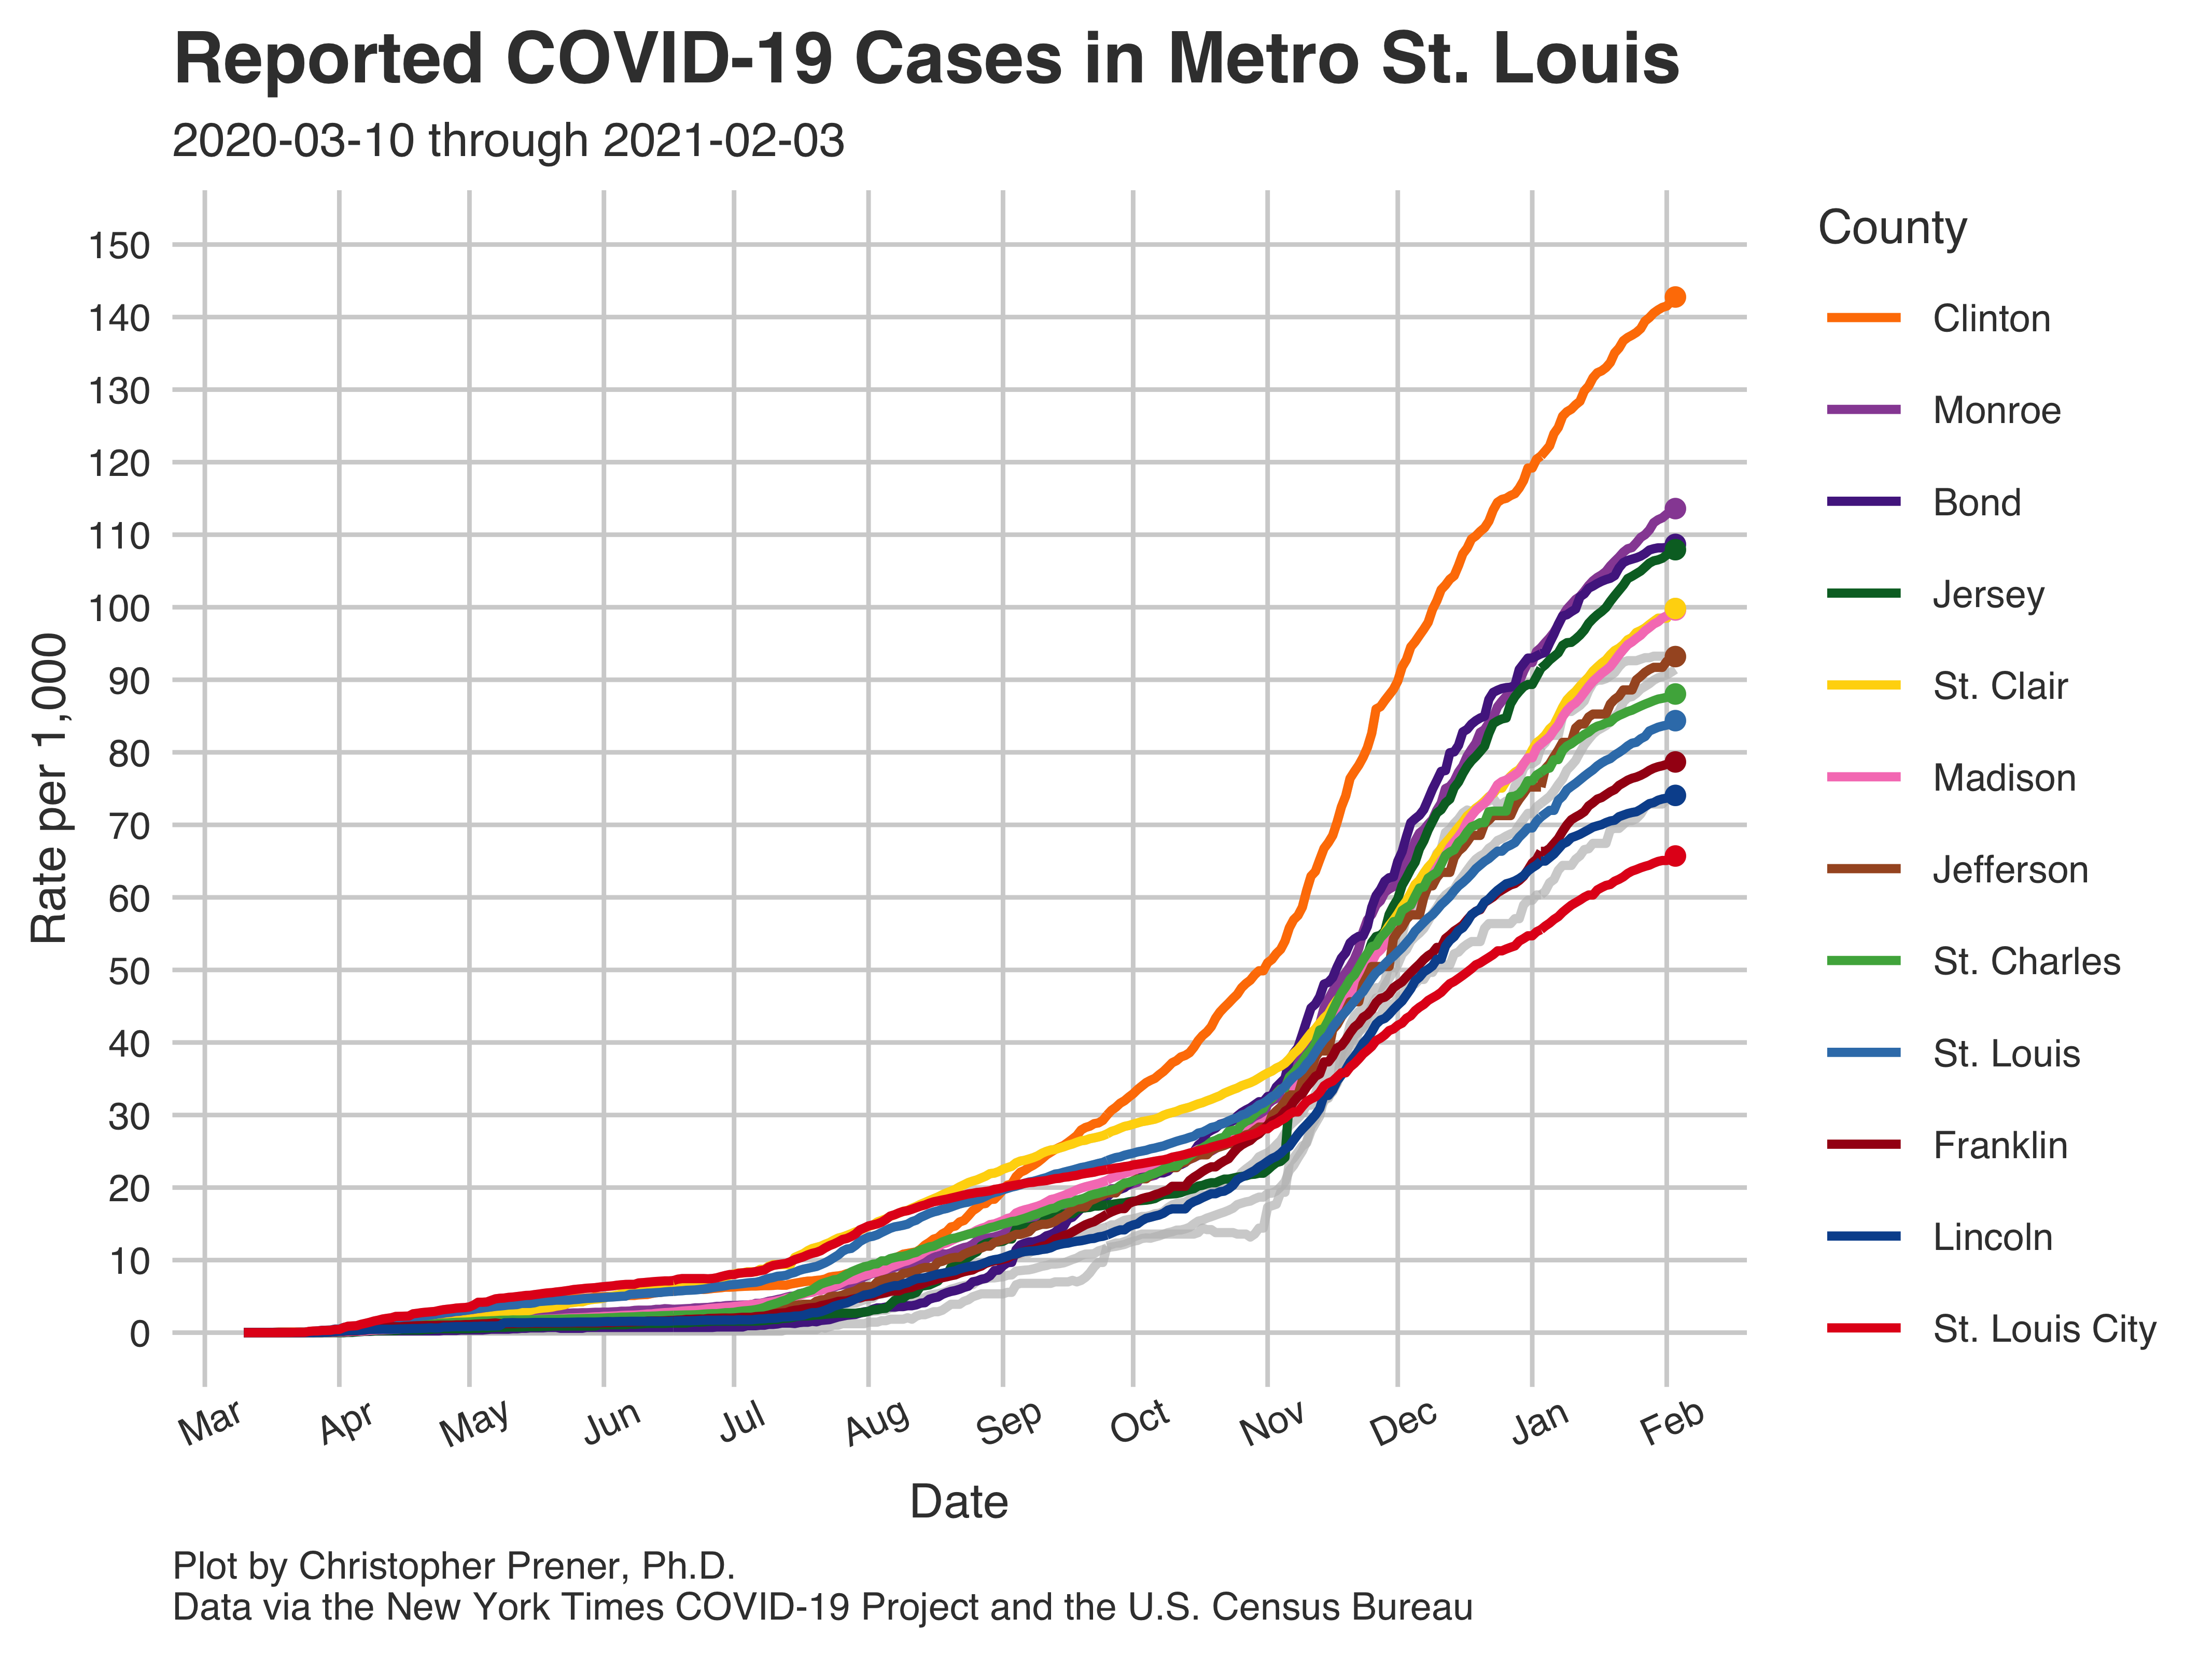 Reported COVID-19 Cases in Metro St. Louis
2020-03-10 through 2021-02-03
150
140
130
120
110
100
90
80
70
60
50
40
30
20
10
0
Rate per 1,000
Mar Apr May Jun Jul Aug Sep Oct Nov Dec Jan Feb
Date
County
Clinton
Monroe
Bond
Jersey
St. Clair
Madison
Jefferson
St. Charles
St. Louis
Franklin
Lincoln
St. Louis City
Plot by Christopher Prener, Ph.D.
Data via the New York Times COVID-19 Project and the U.S. Census Bureau